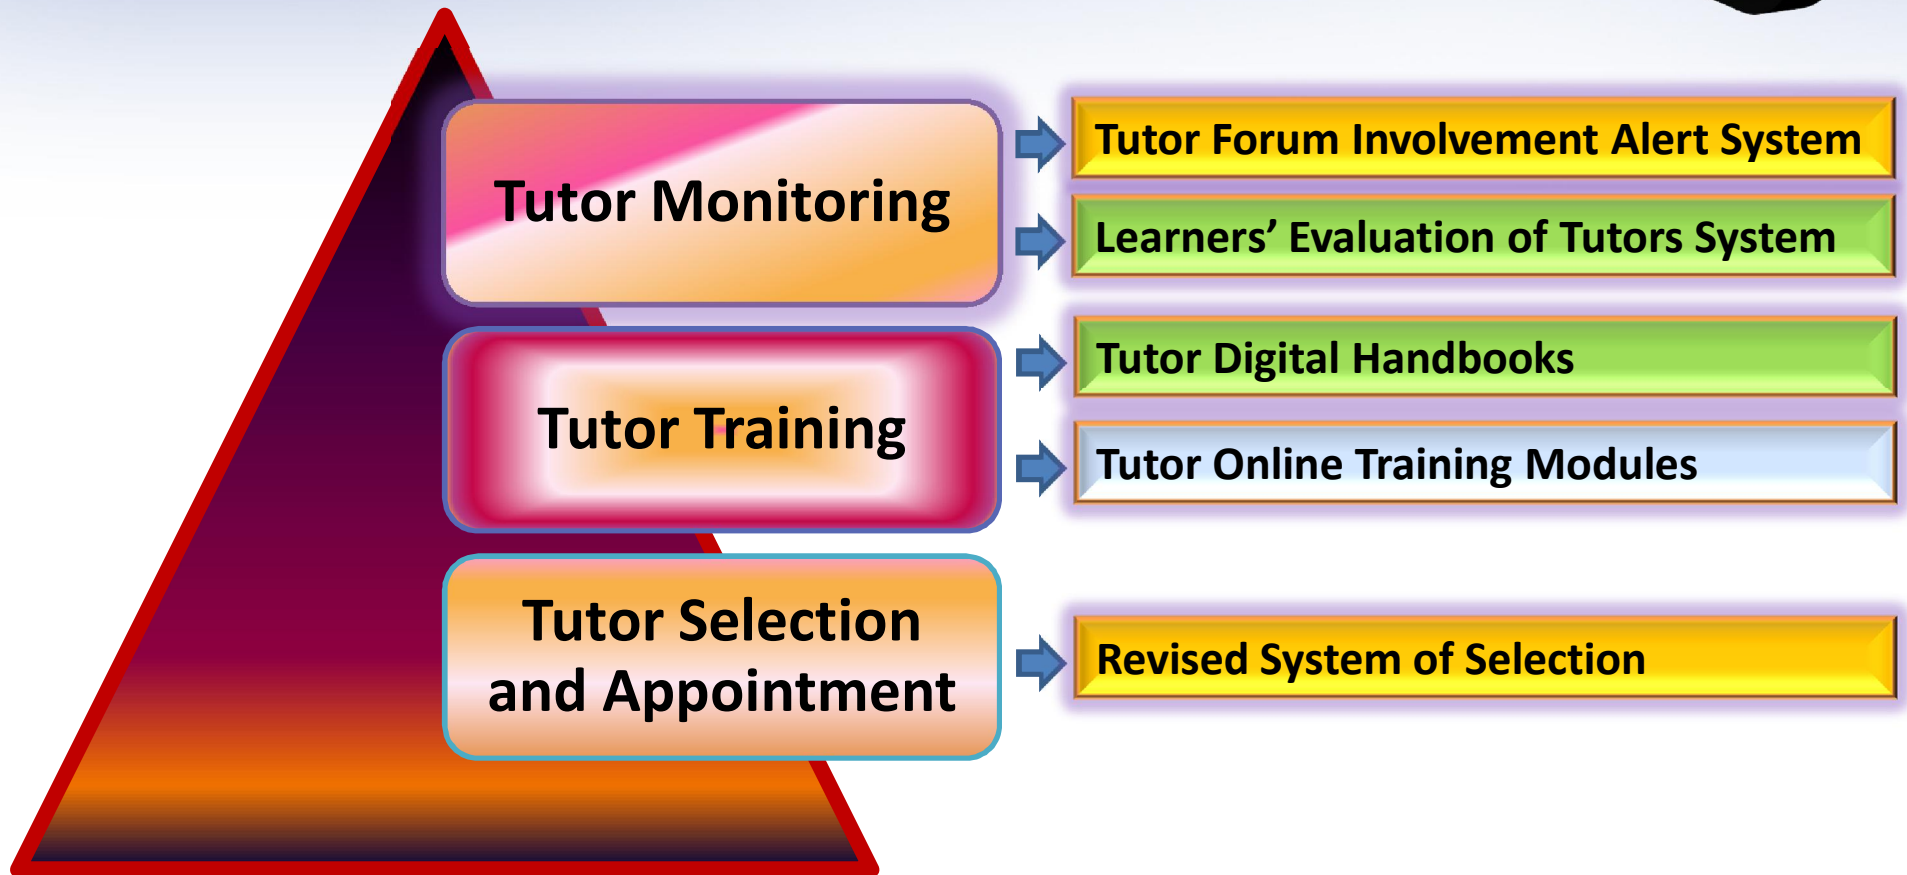 Tutor Monitoring
Tutor Forum Involvement Alert System
Learners’ Evaluation of Tutors System
Tutor Training
Tutor Digital Handbooks
Tutor Online Training Modules
Tutor Selection
and Appointment
Revised System of Selection